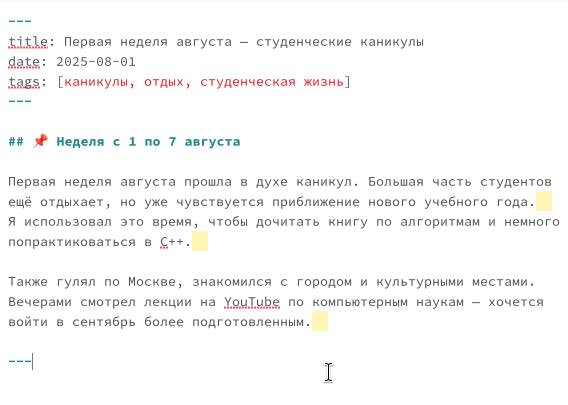 ---
title: Первая неделя августа — студенческие каникулы
date: 2025-08-01
tags: [каникулы, отдых, студенческая жизнь]
---
## 📌 Неделя с 1 по 7 августа
Первая неделя августа прошла в духе каникул. Большая часть студентов
ещё отдыхает, но уже чувствуется приближение нового учебного года.
Я использовал это время, чтобы дочитать книгу по алгоритмам и немного
попрактиковаться в C++.
Также гулял по Москве, знакомился с городом и культурными местами.
Вечерами смотрел лекции на YouTube по компьютерным наукам — хочется
войти в сентябрь более подготовленным.
---